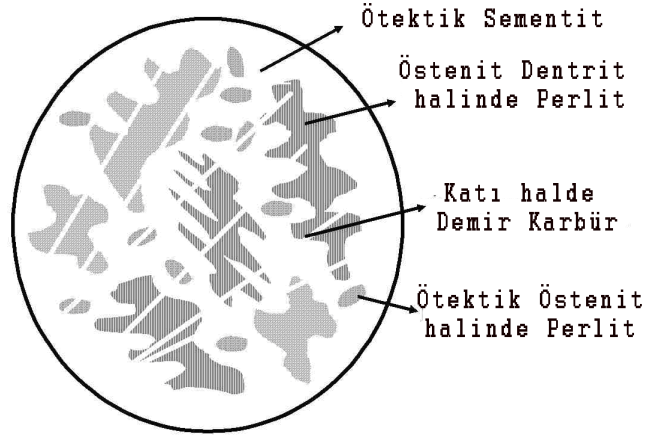 Ötektik Sementit
Östenit Dentrit
halinde Perlit
Katı halde
Demir Karbür
Ötektik Östenit
halinde Perlit